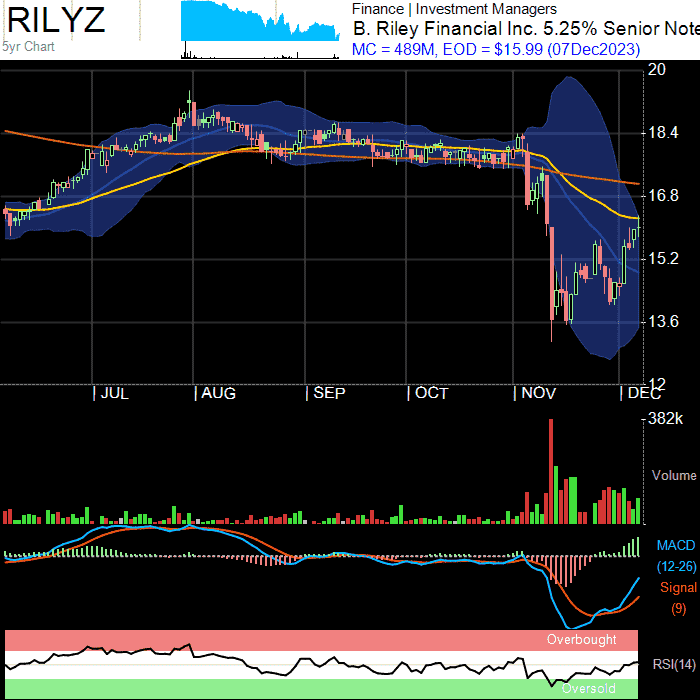 RILYZ
5yr Chart
Finance | Investment Managers
B. Riley Financial Inc. 5.25% Senior Note
MC = 489M, EOD = $15.99 (07Dec2023)
20
18.4
16.8
15.2
13.6
12
JUL AUG SEP OCT NOV DEC
382k
Volume
MACD
(12-26)
Signal
(9)
Overbought
RSI(14)
Oversold